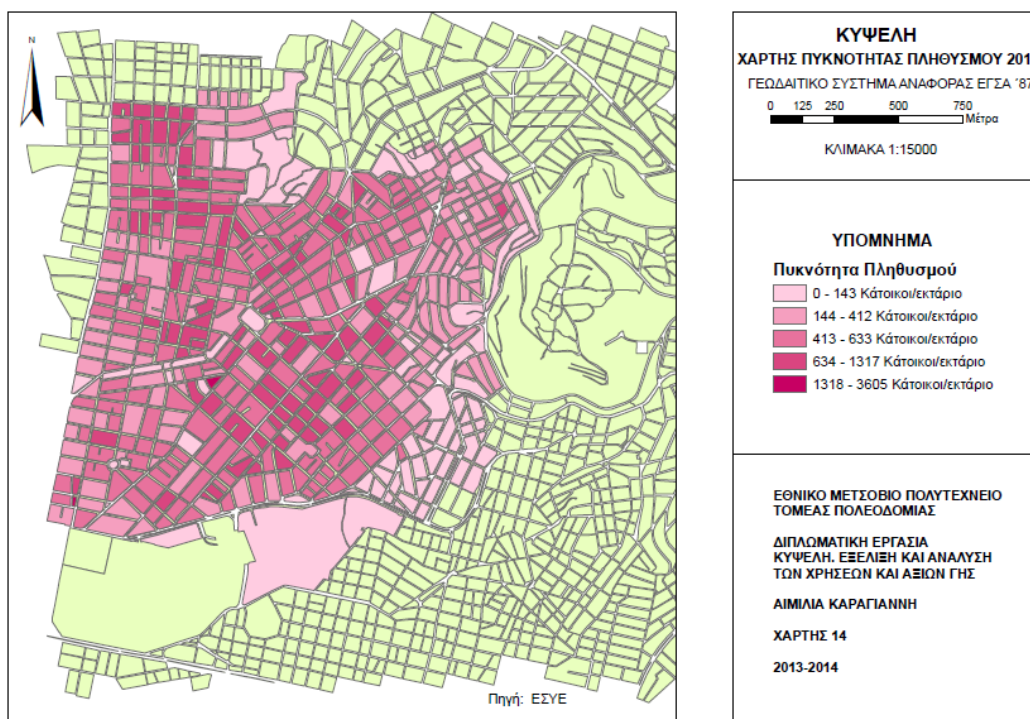 N
Πηγή: ΕΣΥΕ
ΚΥΨΕΛΗ
ΧΑΡΤΗΣ ΠΥΚΝΟΤΗΤΑΣ ΠΛΗΘΥΣΜΟΥ 201
ΓΕΩΔΑΙΤΙΚΟ ΣΥΣΤΗΜΑ ΑΝΑΦΟΡΑΣ ΕΓΣΑ ΄87
0 125 250 500 750
Μέτρα
ΚΛΙΜΑΚΑ 1:15000
ΥΠΟΜΝΗΜΑ
Πυκνότητα Πληθυσμού
0 - 143 Κάτοικοι/εκτάριο
144 - 412 Κάτοικοι/εκτάριο
413 - 633 Κάτοικοι/εκτάριο
634 - 1317 Κάτοικοι/εκτάριο
1318 - 3605 Κάτοικοι/εκτάριο
ΕΘΝΙΚΟ ΜΕΤΣΟΒΙΟ ΠΟΛΥΤΕΧΝΕΙΟ
ΤΟΜΕΑΣ ΠΟΛΕΟΔΟΜΙΑΣ
ΔΙΠΛΩΜΑΤΙΚΗ ΕΡΓΑΣΙΑ
ΚΥΨΕΛΗ. ΕΞΕΛΙΞΗ ΚΑΙ ΑΝΑΛΥΣΗ
ΤΩΝ ΧΡΗΣΕΩΝ ΚΑΙ ΑΞΙΩΝ ΓΗΣ
ΑΙΜΙΛΙΑ ΚΑΡΑΓΙΑΝΝΗ
ΧΑΡΤΗΣ 14
2013-2014